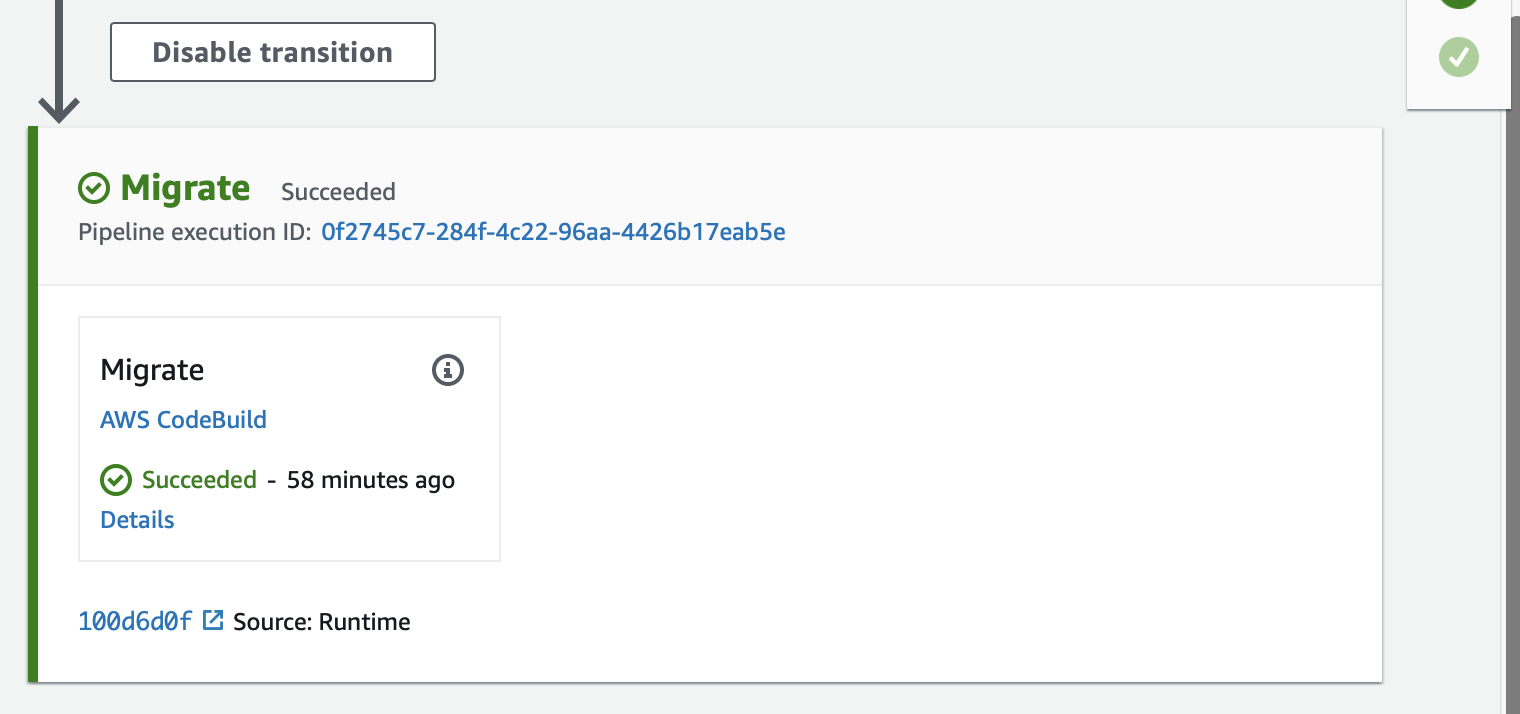 Disable transition
Migrate Succeeded
Pipeline execution ID: 0f2745c7-284f-4c22-96aa-4426b17eab5e
Migrate
AWS CodeBuild
Succeeded - 58 minutes ago
Details
100d6d0f Source: Runtime